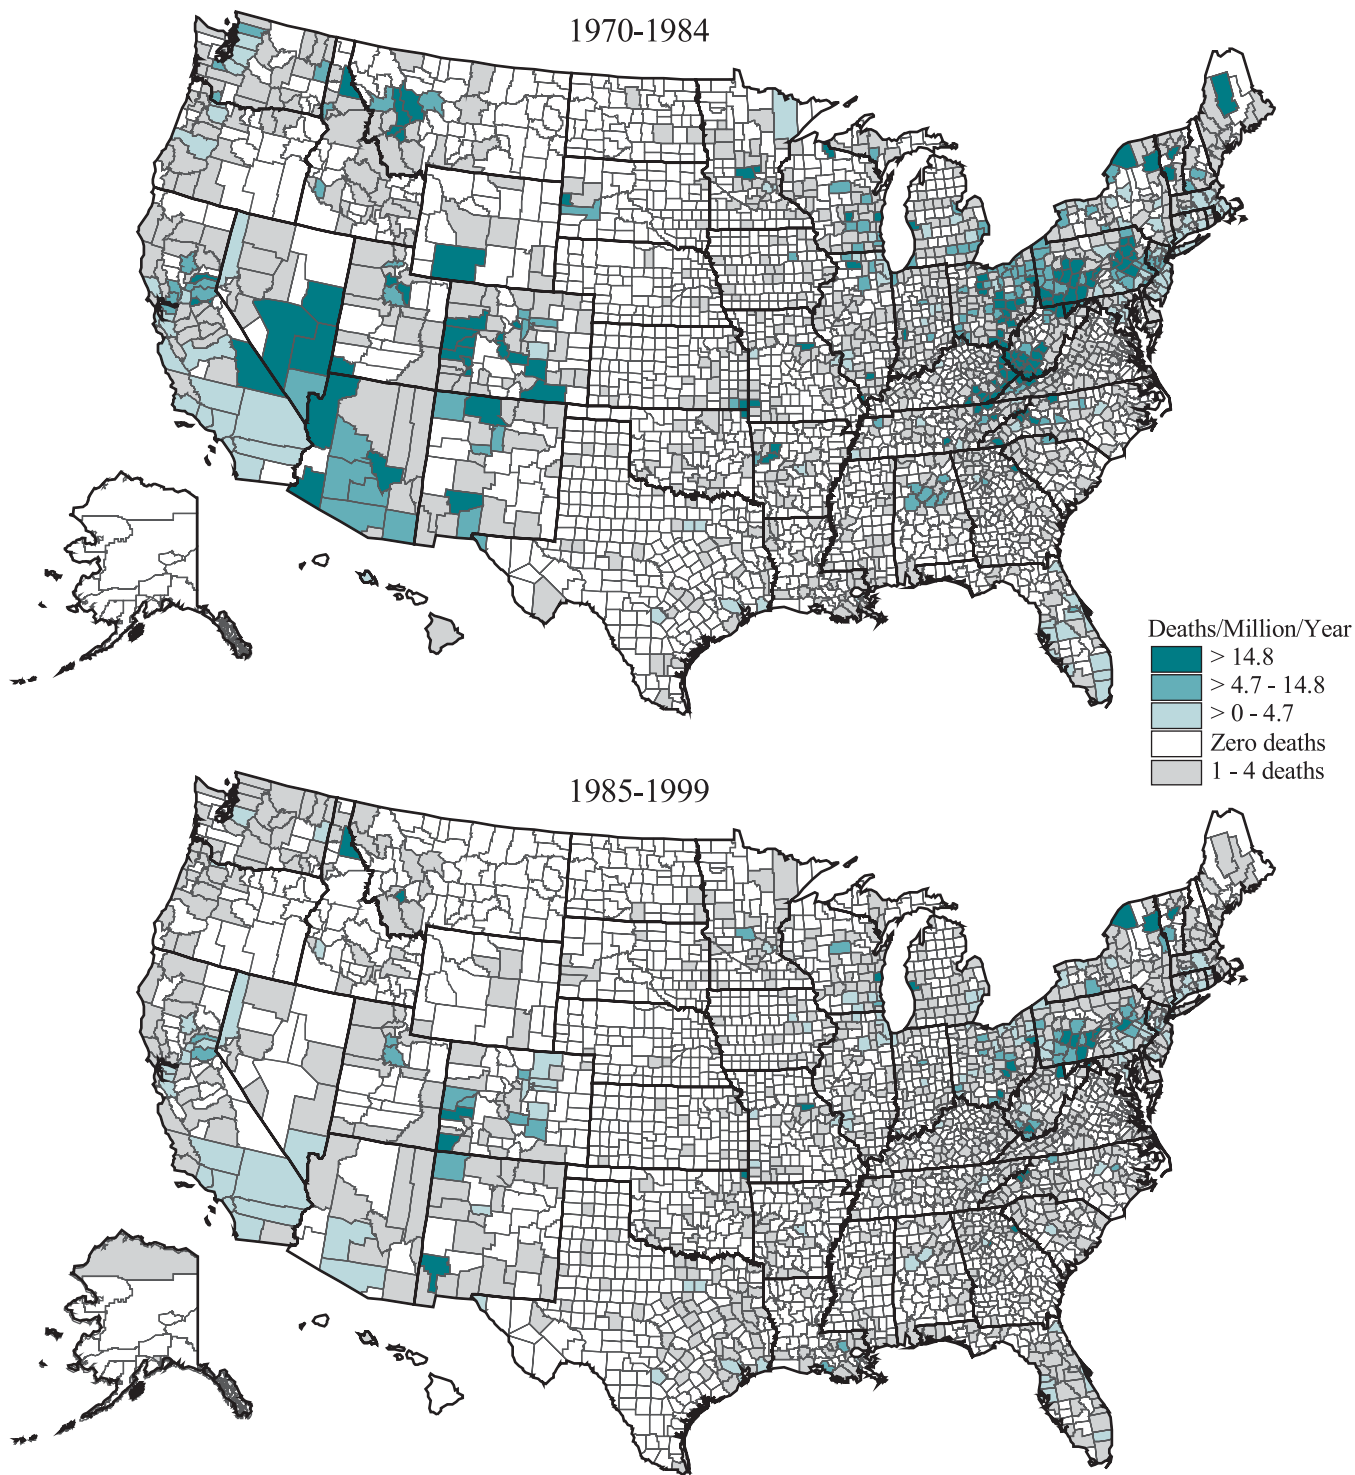 1970-1984
Deaths/Million/Year
> 14.8
> 4.7 - 14.8
> 0 - 4.7
Zero deaths
1 - 4 deaths
1985-1999